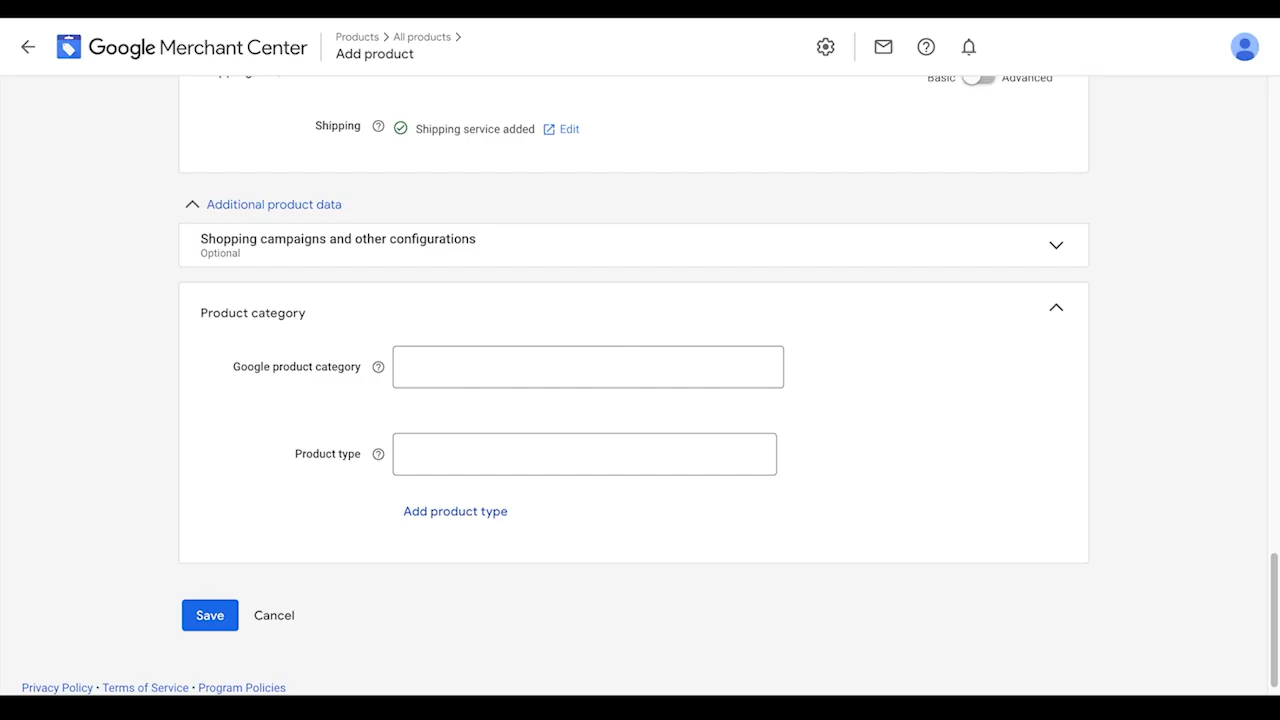 Google Merchant Center
Products > All products >
Add product
Basic Advanced
Shipping Shipping service added Edit
Additional product data
Shopping campaigns and other configurations
Optional
Product category
Google product category
Product type
Add product type
Save Cancel
Privacy Policy • Terms of Service • Program Policies